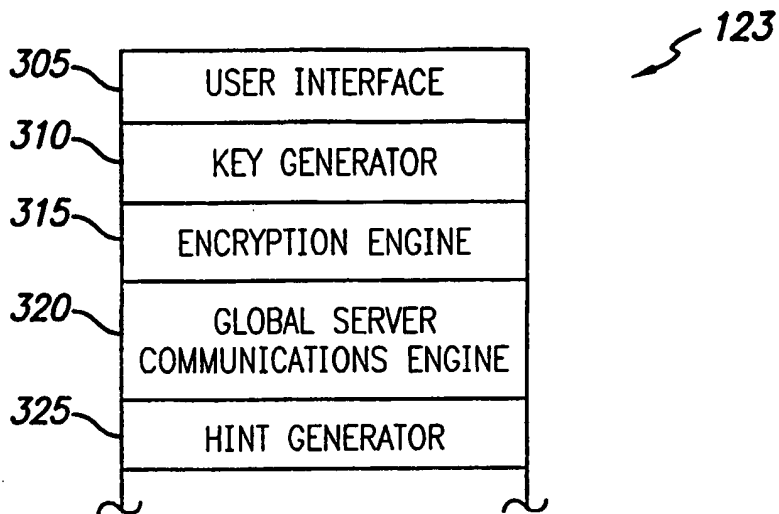 123
305 USER INTERFACE
310 KEY GENERATOR
315 ENCRYPTION ENGINE
320 GLOBAL SERVER
COMMUNICATIONS ENGINE
325 HINT GENERATOR